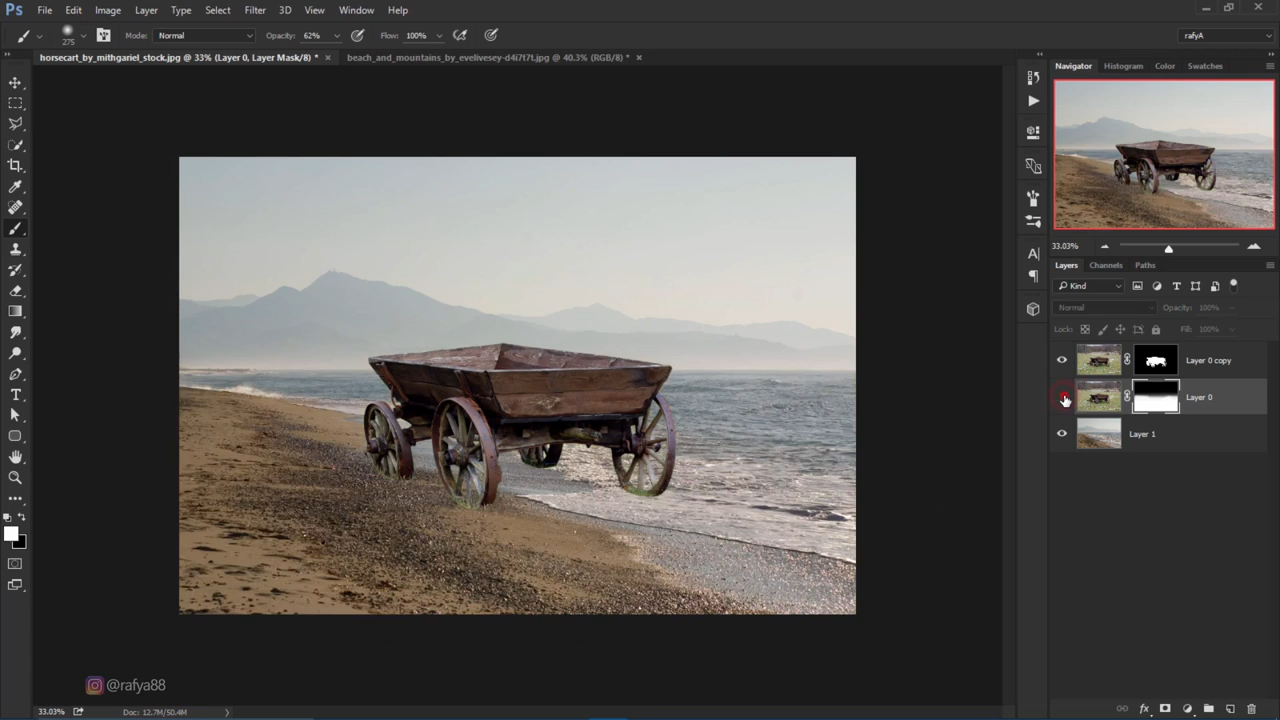 Ps File Edit Image Layer Type Select Filter 3D View Window Help
275 Mode: Normal Opacity: 62% Flow: 100% rafyA
horsecart_by_mithgariel_stock.jpg @ 33% (Layer 0, Layer Mask/8) * × beach_and_mountains_by_evelivesey-d4i7t7t.jpg @ 40.3% (RGB/8) * ×
Navigator Histogram Color Swatches
33.03%
Layers Channels Paths
Kind
Normal Opacity: 100%
Lock: Fill: 100%
Layer 0 copy
Layer 0
Layer 1
@rafya88
33.03% Doc: 12.7M/50.4M